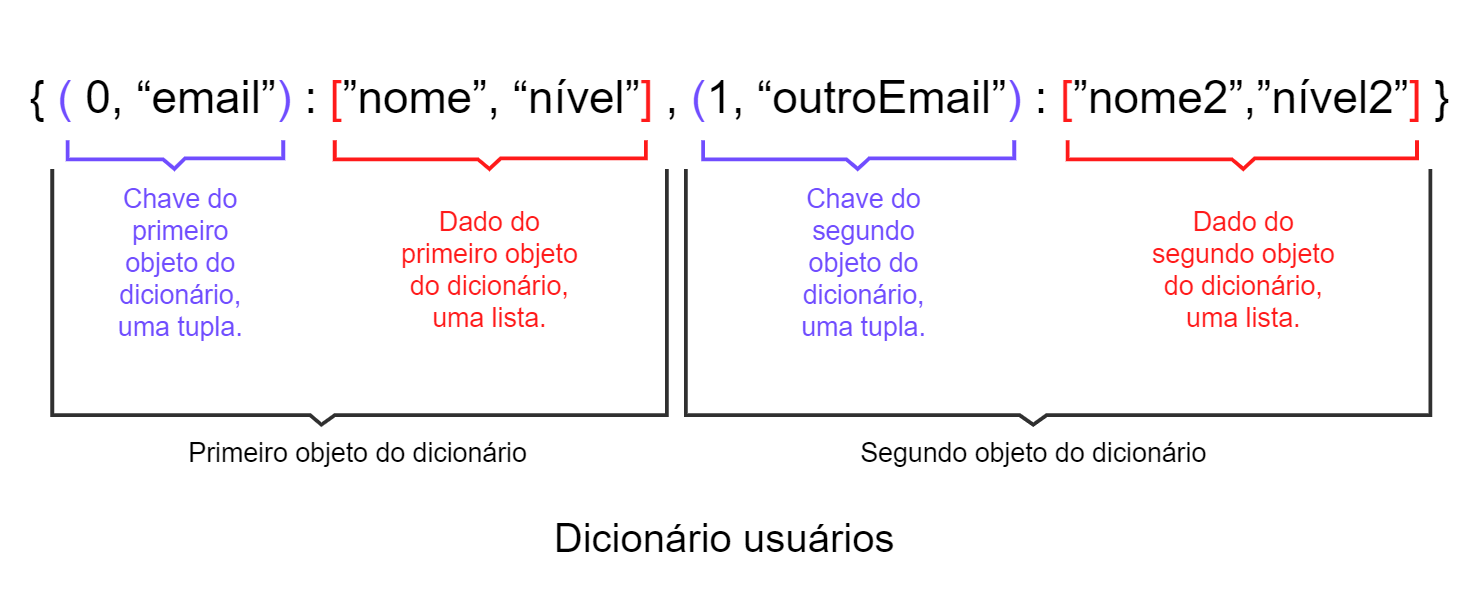 { ( 0, “email”) : [”nome”, “nível”] , (1, “outroEmail”) : [”nome2”,”nível2”] }
Chave do
primeiro
objeto do
dicionário,
uma tupla.
Dado do
primeiro objeto
do dicionário,
uma lista.
Chave do
segundo
objeto do
dicionário,
uma tupla.
Dado do
segundo objeto
do dicionário,
uma lista.
Primeiro objeto do dicionário
Segundo objeto do dicionário
Dicionário usuários